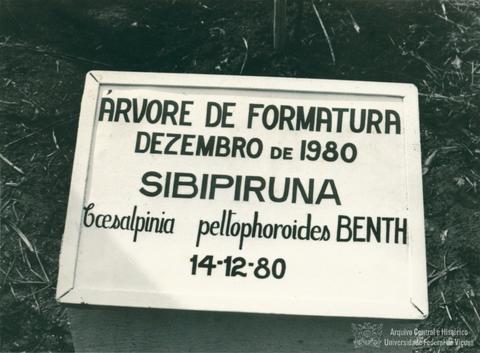 ÁRVORE DE FORMATURA
DEZEMBRO DE 1980
SIBIPIRUNA
Caesalpinia peltophoroides BENTH
14-12-80
Arquivo Central e Histórico
Universidade Federal de Viçosa